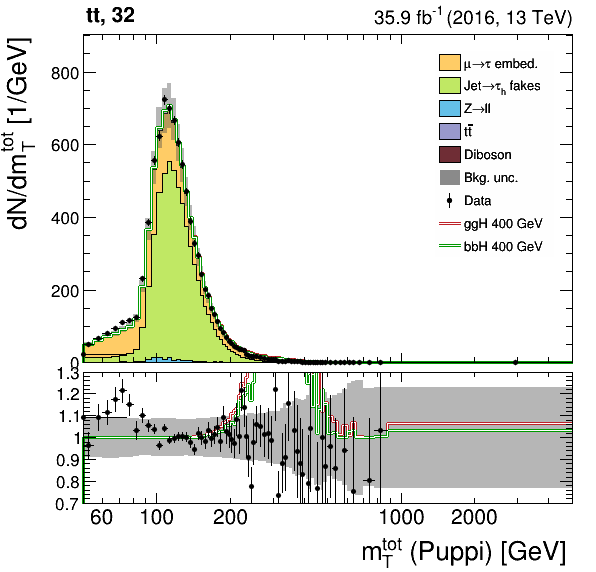 tt, 32
35.9 fb⁻¹ (2016, 13 TeV)
dN/dm_T^tot [1/GeV]
800
600
400
200
0
μ→τ embed.
Jet→τ_h fakes
Z→ll
tt̄
Diboson
Bkg. unc.
Data
ggH 400 GeV
bbH 400 GeV
1.3
1.2
1.1
1
0.9
0.8
0.7
60 100 200 1000 2000
m_T^tot (Puppi) [GeV]